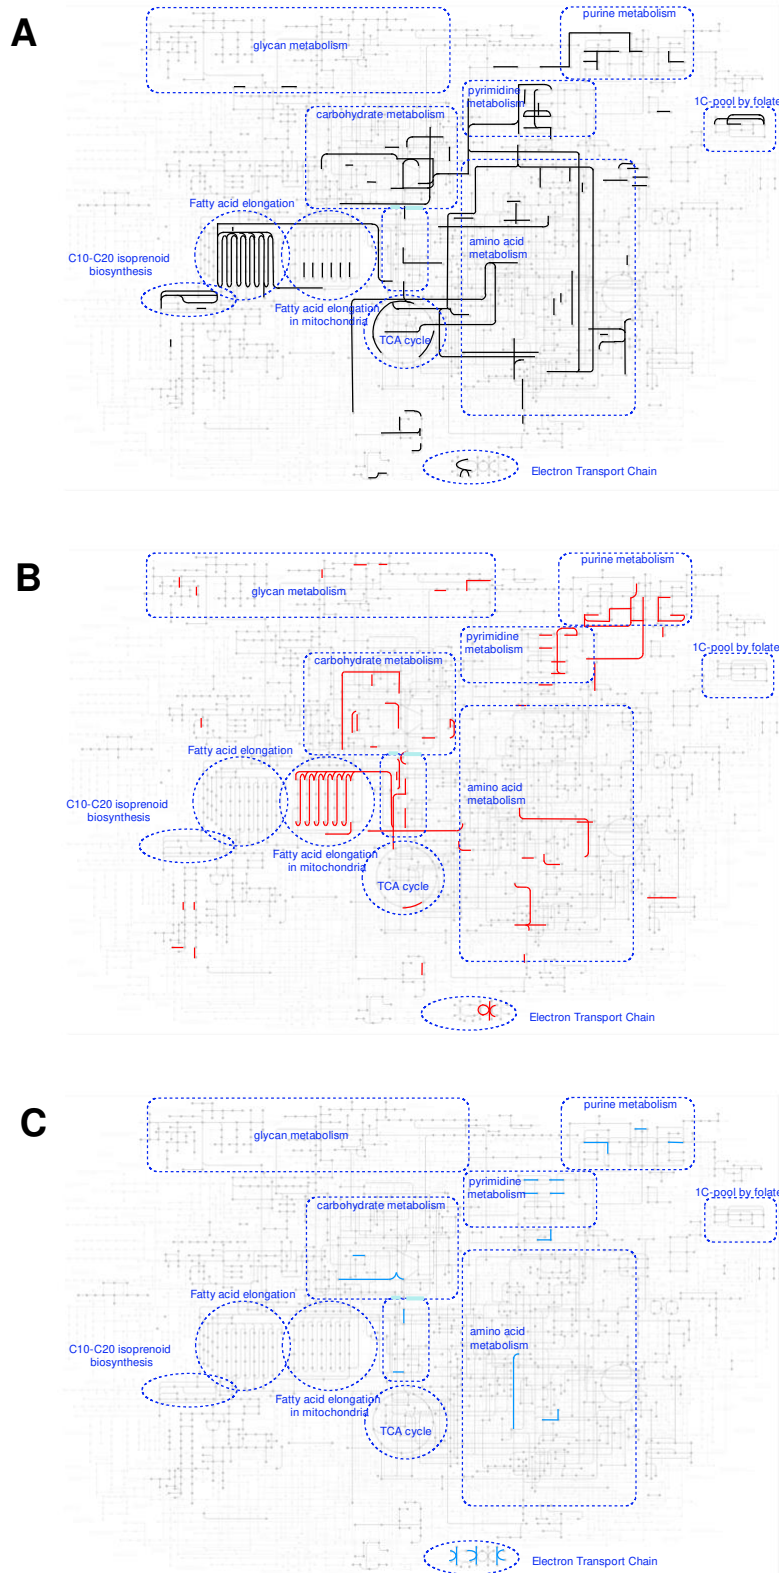 A
glycan metabolism
purine metabolism
pyrimidine
metabolism
1C-pool by folate
carbohydrate metabolism
Fatty acid elongation
C10-C20 isoprenoid
biosynthesis
amino acid
metabolism
Fatty acid elongation
in mitochondria
TCA cycle
Electron Transport Chain
B
glycan metabolism
purine metabolism
pyrimidine
metabolism
1C-pool by folate
carbohydrate metabolism
Fatty acid elongation
C10-C20 isoprenoid
biosynthesis
amino acid
metabolism
Fatty acid elongation
in mitochondria
TCA cycle
Electron Transport Chain
C
glycan metabolism
purine metabolism
pyrimidine
metabolism
1C-pool by folate
carbohydrate metabolism
Fatty acid elongation
C10-C20 isoprenoid
biosynthesis
amino acid
metabolism
Fatty acid elongation
in mitochondria
TCA cycle
Electron Transport Chain